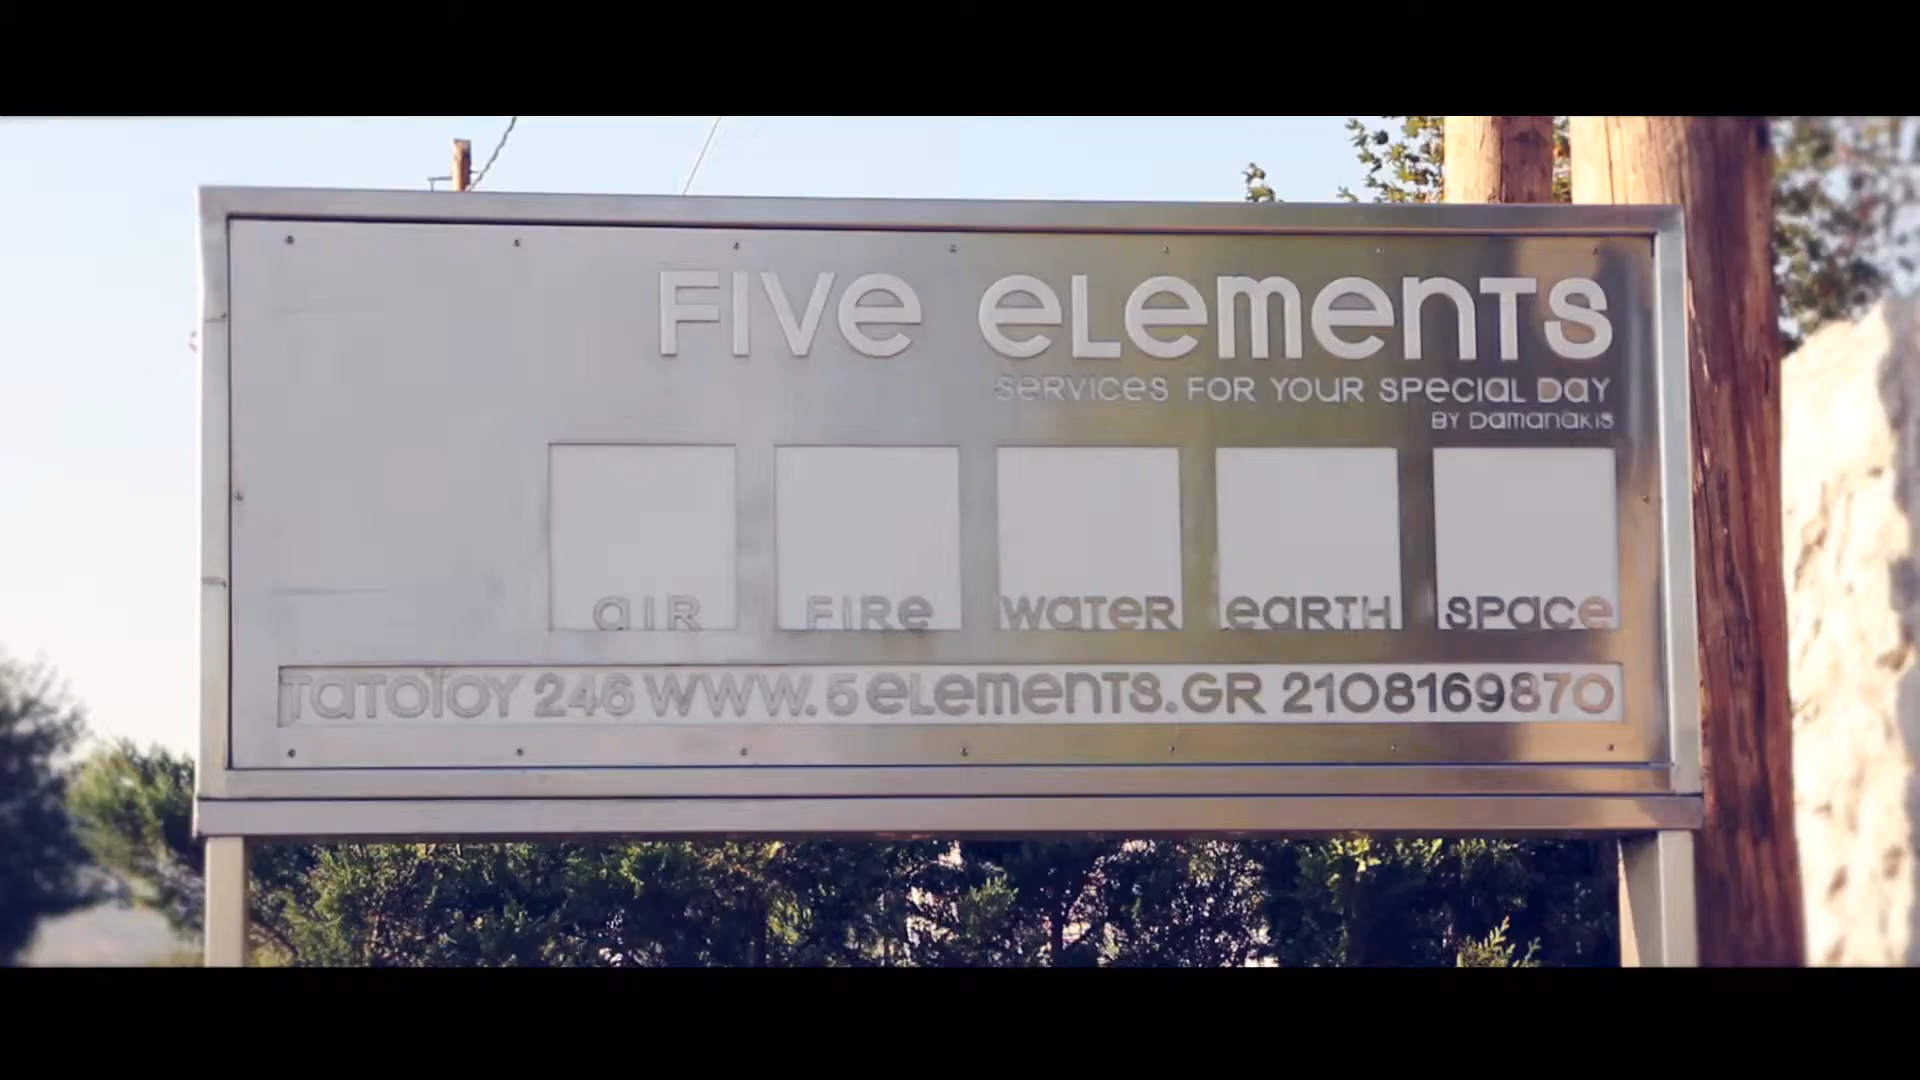 FIVE ELEMENTS
SERVICES FOR YOUR SPECIAL DAY
BY DAMANAKIS
AIR FIRE WATER EARTH SPACE
ΤΑΤΟΪΟΥ 246 WWW.5ELEMENTS.GR 2108169870